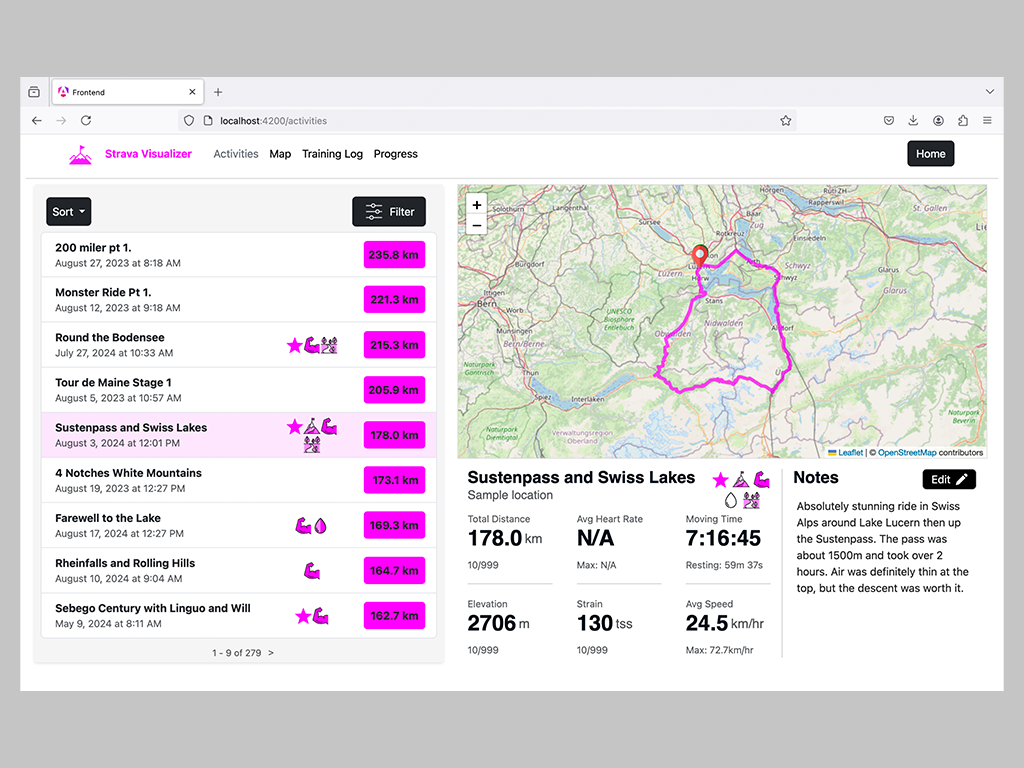 Frontend
localhost:4200/activities
Strava Visualizer
Activities
Map
Training Log
Progress
Home
Sort
Filter
200 miler pt 1.
August 27, 2023 at 8:18 AM
235.8 km
Monster Ride Pt 1.
August 12, 2023 at 9:18 AM
221.3 km
Round the Bodensee
July 27, 2024 at 10:33 AM
215.3 km
Tour de Maine Stage 1
August 5, 2023 at 10:57 AM
205.9 km
Sustenpass and Swiss Lakes
August 3, 2024 at 12:01 PM
178.0 km
4 Notches White Mountains
August 19, 2023 at 12:27 PM
173.1 km
Farewell to the Lake
August 17, 2024 at 12:27 PM
169.3 km
Rheinfalls and Rolling Hills
August 10, 2024 at 9:04 AM
164.7 km
Sebego Century with Linguo and Will
May 9, 2024 at 8:11 AM
162.7 km
1 - 9 of 279 >
+
−
Solothurn
Langenthal
Sursee
Horgen
Rüti ZH
Rapperswil
Baar
Zug
Rotkreuz
Einsiedeln
St. Gallen
Burgdorf
Luzern
Horw
Schwyz
Schwyz
Glarus
Glarus
Ittigen
Bern
Worb
UNESCO
Biosphäre
Entlebuch
Stans
Nidwalden
Obwalden
Altdorf
Münsingen
Bern/Berne
Naturpark
Gantrisch
Thun
Spiez
Interlaken
Verwaltungsregion
Oberland
Naturpark
Diemtigtal
Naturpark
Beverin
Leaflet | © OpenStreetMap contributors
Sustenpass and Swiss Lakes
Sample location
Total Distance
178.0 km
10/999
Avg Heart Rate
N/A
Max: N/A
Moving Time
7:16:45
Resting: 59m 37s
Elevation
2706 m
10/999
Strain
130 tss
10/999
Avg Speed
24.5 km/hr
Max: 72.7km/hr
Notes
Edit
Absolutely stunning ride in Swiss
Alps around Lake Lucern then up
the Sustenpass. The pass was
about 1500m and took over 2
hours. Air was definitely thin at the
top, but the descent was worth it.